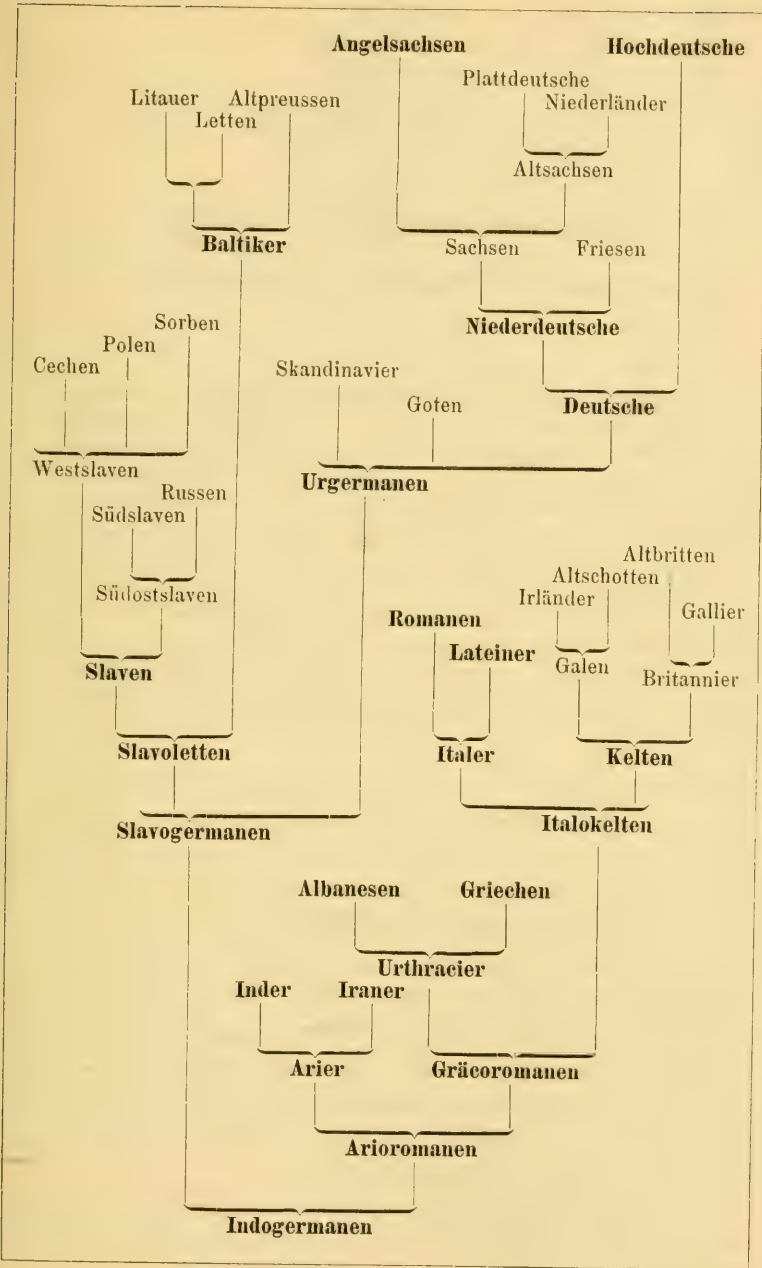 Angelsachsen Hochdeutsche
Plattdeutsche
Litauer Altpreussen Niederländer
Letten
Altsachsen
Baltiker Sachsen Friesen
Sorben
Niederdeutsche
Polen
Cechen Skandinavier
Goten Deutsche
Westslaven
Urgermanen
Russen
Südslaven
Altbritten
Altschotten
Südostslaven Irländer
Romanen Gallier
Lateiner
Slaven Galen Britannier
Slavoletten Italer Kelten
Slavogermanen Italokelten
Albanesen Griechen
Urthracier
Inder Iraner
Arier Gräcoromanen
Arioromanen
Indogermanen